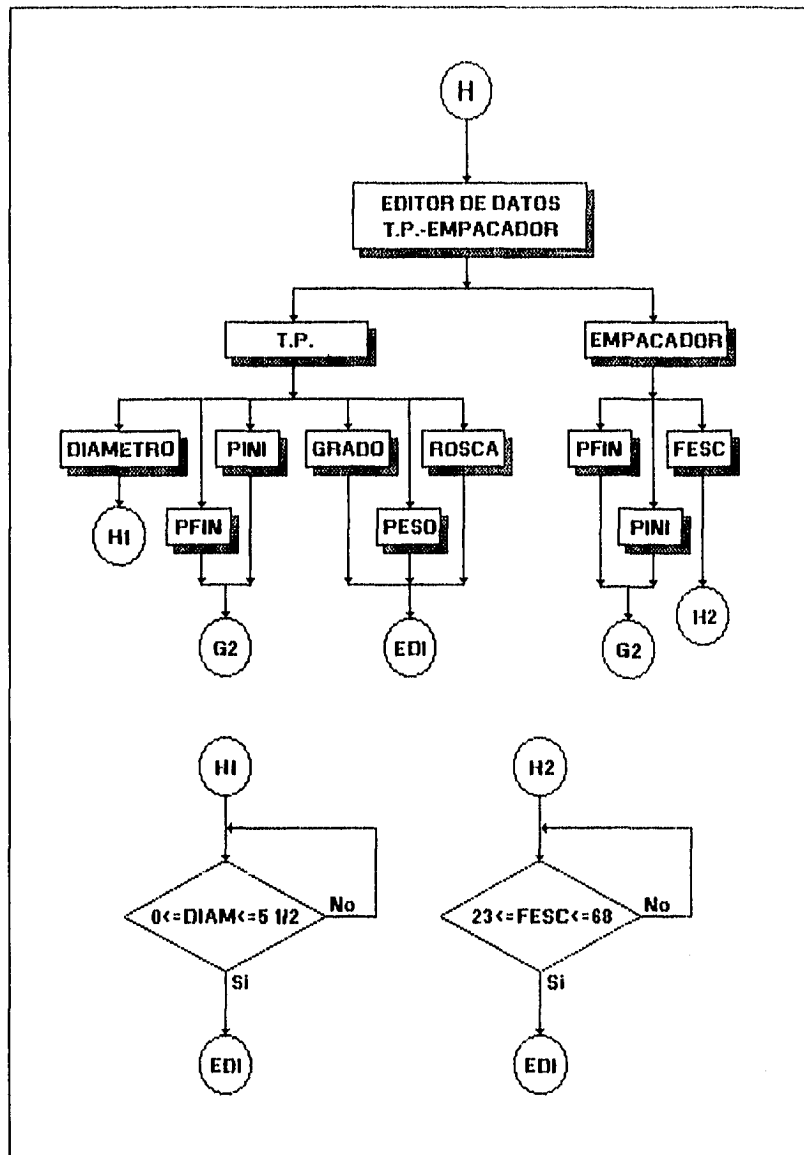 H
EDITOR DE DATOS
T.P.-EMPACADOR
T.P.
EMPACADOR
DIAMETRO
PINI
GRADO
ROSCA
PFIN
FESC
H1
PFIN
PESO
PINI
G2
EDI
G2
H2
H1
H2
0<=DIAM<=5 1/2
No
23<=FESC<=68
No
Si
Si
EDI
EDI